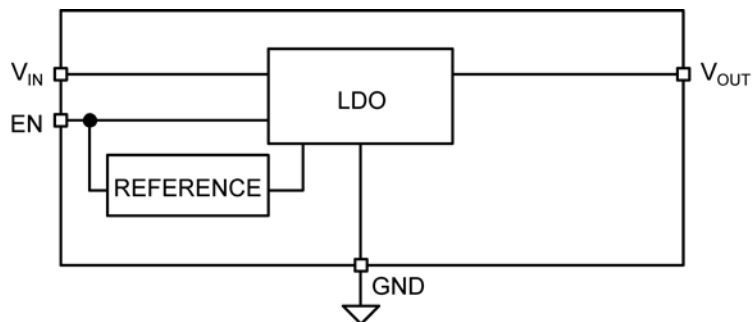 V_IN
LDO
V_OUT
EN
REFERENCE
GND